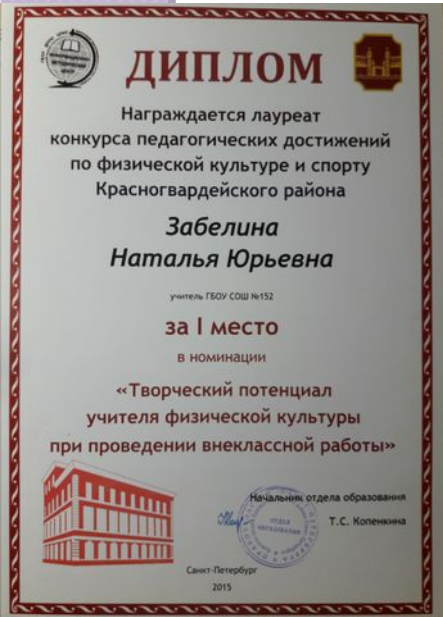 ДИПЛОМ
Награждается лауреат
конкурса педагогических достижений
по физической культуре и спорту
Красногвардейского района
Забелина
Наталья Юрьевна
учитель ГБОУ СОШ №152
за I место
в номинации
«Творческий потенциал
учителя физической культуры
при проведении внеклассной работы»
Начальник отдела образования
Т.С. Копенкина
ОТДЕЛ
ОБРАЗОВАНИЯ
Санкт-Петербург
2015